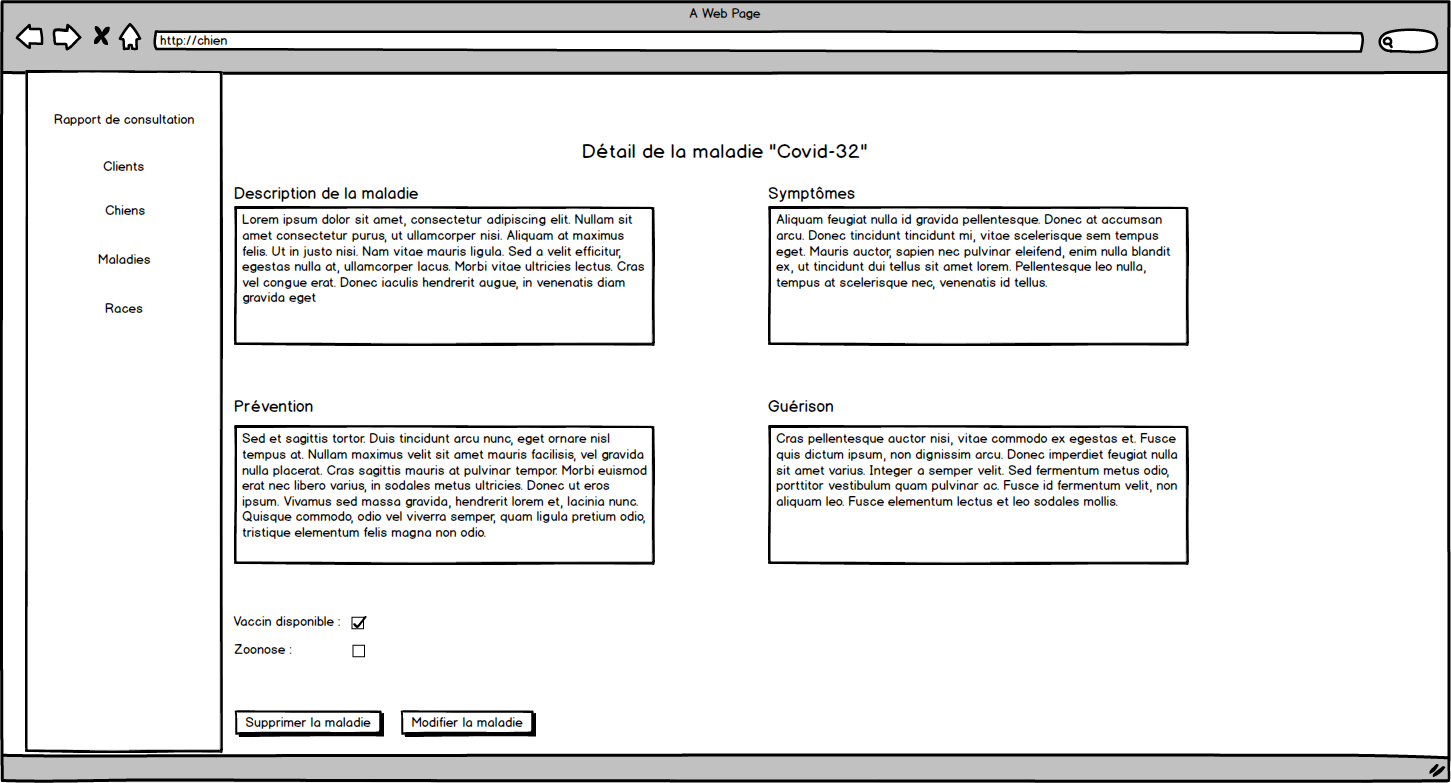 A Web Page
http://chien
Rapport de consultation
Clients
Chiens
Maladies
Races
Détail de la maladie "Covid-32"
Description de la maladie
Lorem ipsum dolor sit amet, consectetur adipiscing elit. Nullam sit
amet consectetur purus, ut ullamcorper nisi. Aliquam at maximus
felis. Ut in justo nisi. Nam vitae mauris ligula. Sed a velit efficitur,
egestas nulla at, ullamcorper lacus. Morbi vitae ultricies lectus. Cras
vel congue erat. Donec iaculis hendrerit augue, in venenatis diam
gravida eget
Symptômes
Aliquam feugiat nulla id gravida pellentesque. Donec at accumsan
arcu. Donec tincidunt tincidunt mi, vitae scelerisque sem tempus
eget. Mauris auctor, sapien nec pulvinar eleifend, enim nulla blandit
ex, ut tincidunt dui tellus sit amet lorem. Pellentesque leo nulla,
tempus at scelerisque nec, venenatis id tellus.
Prévention
Sed et sagittis tortor. Duis tincidunt arcu nunc, eget ornare nisl
tempus at. Nullam maximus velit sit amet mauris facilisis, vel gravida
nulla placerat. Cras sagittis mauris at pulvinar tempor. Morbi euismod
erat nec libero varius, in sodales metus ultricies. Donec ut eros
ipsum. Vivamus sed massa gravida, hendrerit lorem et, lacinia nunc.
Quisque commodo, odio vel viverra semper, quam ligula pretium odio,
tristique elementum felis magna non odio.
Guérison
Cras pellentesque auctor nisi, vitae commodo ex egestas et. Fusce
quis dictum ipsum, non dignissim arcu. Donec imperdiet feugiat nulla
sit amet varius. Integer a semper velit. Sed fermentum metus odio,
porttitor vestibulum quam pulvinar ac. Fusce id fermentum velit, non
aliquam leo. Fusce elementum lectus et leo sodales mollis.
Vaccin disponible :
Zoonose :
Supprimer la maladie
Modifier la maladie